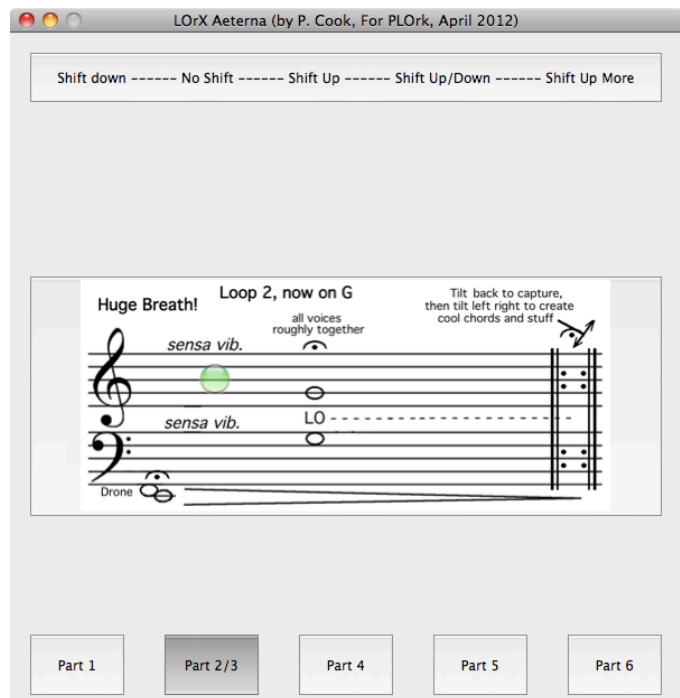 LOrX Aeterna (by P. Cook, For PLOrk, April 2012)
Shift down ------ No Shift ------ Shift Up ------ Shift Up/Down ------ Shift Up More
Huge Breath!
Loop 2, now on G
Tilt back to capture,
then tilt left right to create
cool chords and stuff
all voices
roughly together
sensa vib.
sensa vib.
LO - - - - - - - - - - - - - - - - - - - - - - - -
Drone
Part 1
Part 2/3
Part 4
Part 5
Part 6